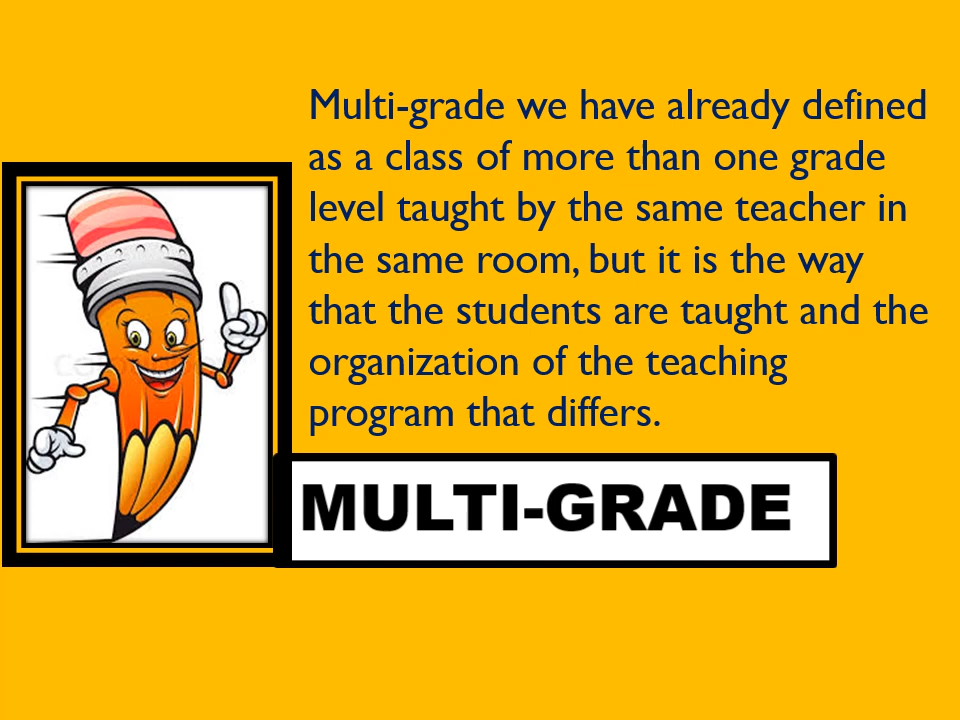 Multi-grade we have already defined
as a class of more than one grade
level taught by the same teacher in
the same room, but it is the way
that the students are taught and the
organization of the teaching
program that differs.
MULTI-GRADE